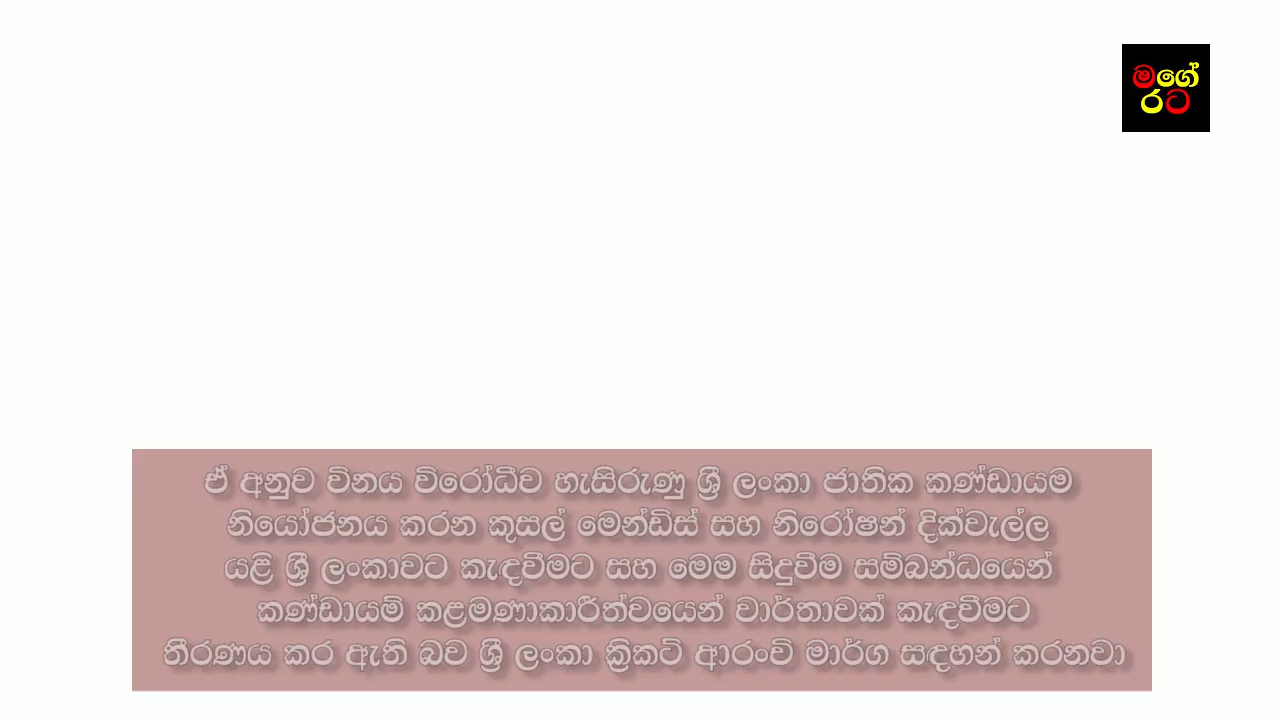 මගේ
රට
ඒ අනුව විනය විරෝධීව හැසිරුණු ශ්‍රී ලංකා ජාතික කණ්ඩායම
නියෝජනය කරන කුසල් මෙන්ඩිස් සහ නිරෝෂන් දික්වැල්ල
යළි ශ්‍රී ලංකාවට කැඳවීමට සහ මෙම සිදුවීම සම්බන්ධයෙන්
කණ්ඩායම් කළමණාකාරීත්වයෙන් වාර්තාවක් කැඳවීමට
තීරණය කර ඇති බව ශ්‍රී ලංකා ක්‍රිකට් ආරංචි මාර්ග සඳහන් කරනවා